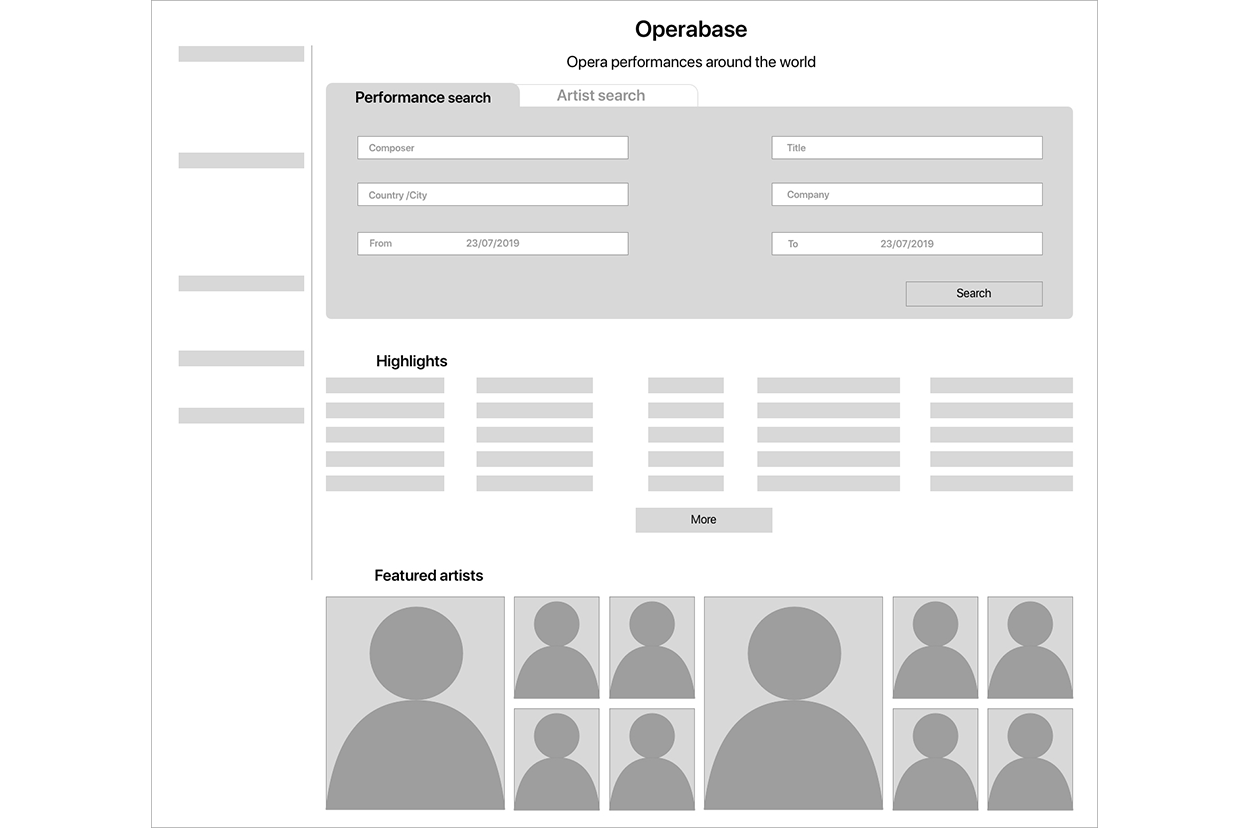 Operabase
Opera performances around the world
Performance search
Artist search
Composer
Title
Country /City
Company
From 23/07/2019
To 23/07/2019
Search
Highlights
More
Featured artists